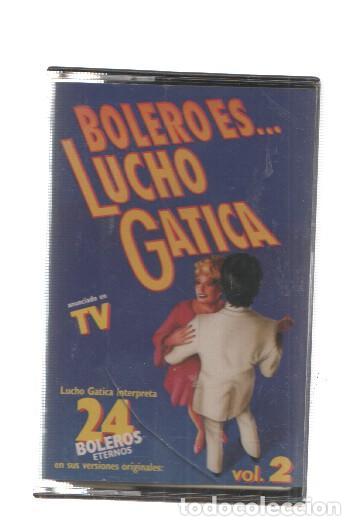 BOLERO ES...
LUCHO
GATICA
anunciado en
TV
Lucho Gatica interpreta
24
BOLEROS
ETERNOS
en sus versiones originales:
vol. 2
todocoleccion.net